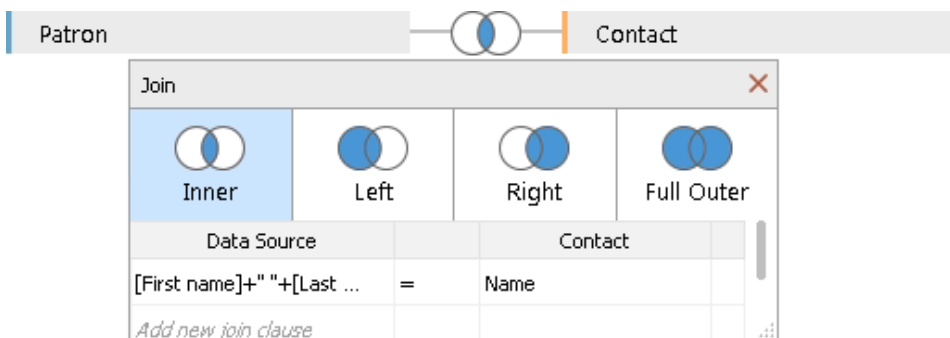 Patron Contact
Join
Inner Left Right Full Outer
Data Source Contact
[First name]+" "+[Last ... = Name
Add new join clause